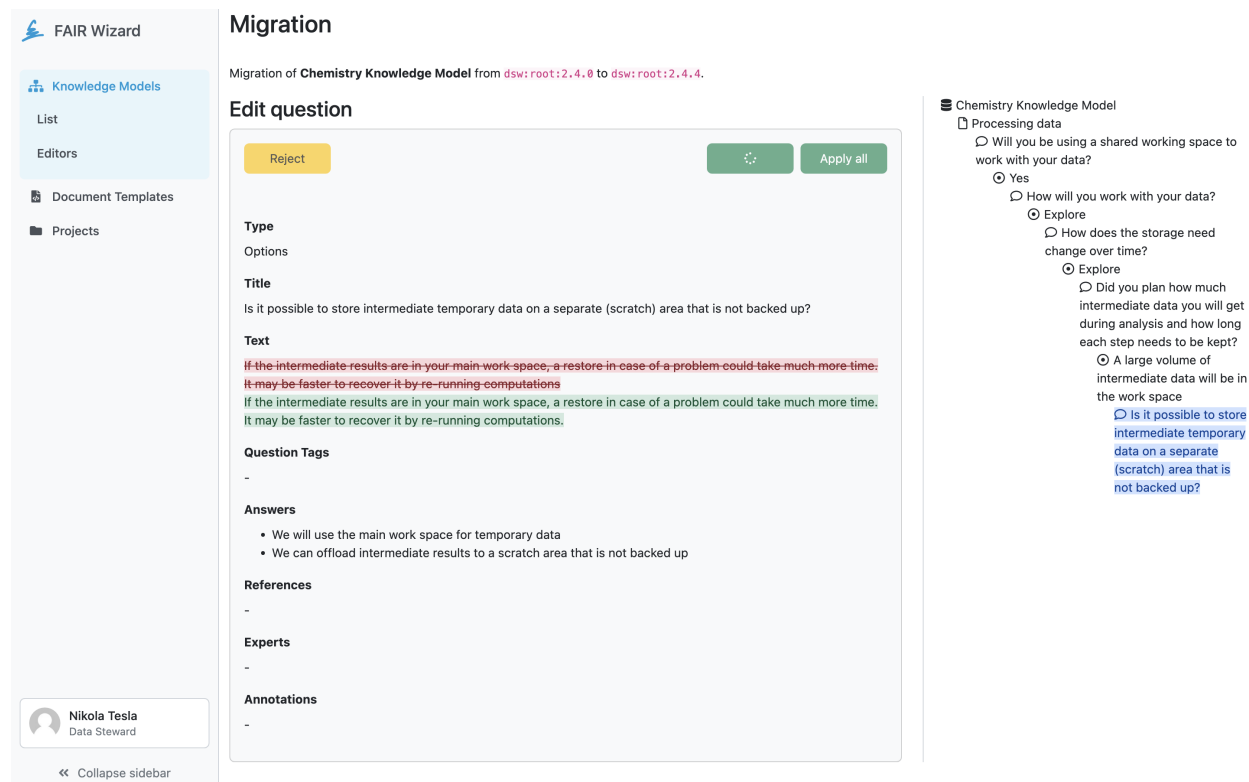 FAIR Wizard
Knowledge Models
List
Editors
Document Templates
Projects
Nikola Tesla
Data Steward
Collapse sidebar
Migration
Migration of Chemistry Knowledge Model from dsw:root:2.4.0 to dsw:root:2.4.4.
Edit question
Reject
Apply all
Type
Options
Title
Is it possible to store intermediate temporary data on a separate (scratch) area that is not backed up?
Text
If the intermediate results are in your main work space, a restore in case of a problem could take much more time.
It may be faster to recover it by re-running computations
If the intermediate results are in your main work space, a restore in case of a problem could take much more time.
It may be faster to recover it by re-running computations.
Question Tags
-
Answers
• We will use the main work space for temporary data
• We can offload intermediate results to a scratch area that is not backed up
References
-
Experts
-
Annotations
-
Chemistry Knowledge Model
Processing data
Will you be using a shared working space to
work with your data?
Yes
How will you work with your data?
Explore
How does the storage need
change over time?
Explore
Did you plan how much
intermediate data you will get
during analysis and how long
each step needs to be kept?
A large volume of
intermediate data will be in
the work space
Is it possible to store
intermediate temporary
data on a separate
(scratch) area that is
not backed up?